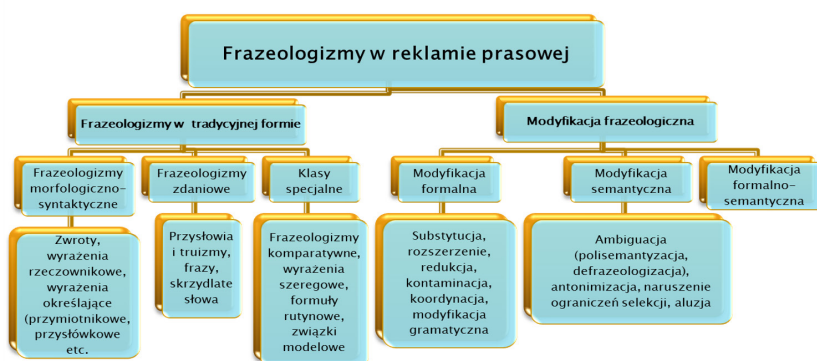 Frazeologizmy w reklamie prasowej
Frazeologizmy w tradycyjnej formie
Modyfikacja frazeologiczna
Frazeologizmy
morfologiczno-
syntaktyczne
Frazeologizmy
zdaniowe
Klasy
specjalne
Modyfikacja
formalna
Modyfikacja
semantyczna
Modyfikacja
formalno-
semantyczna
Zwroty,
wyrażenia
rzeczownikowe,
wyrażenia
określające
(przymiotnikowe,
przysłówkowe
etc.
Przysłowia
i truizmy,
frazy,
skrzydlate
słowa
Frazeologizmy
komparatywne,
wyrażenia
szeregowe,
formuły
rutynowe,
związki
modelowe
Substytucja,
rozszerzenie,
redukcja,
kontaminacja,
koordynacja,
modyfikacja
gramatyczna
Ambiguacja
(polisemantyzacja,
defrazeologizacja),
antonimizacja, naruszenie
ograniczeń selekcji, aluzja